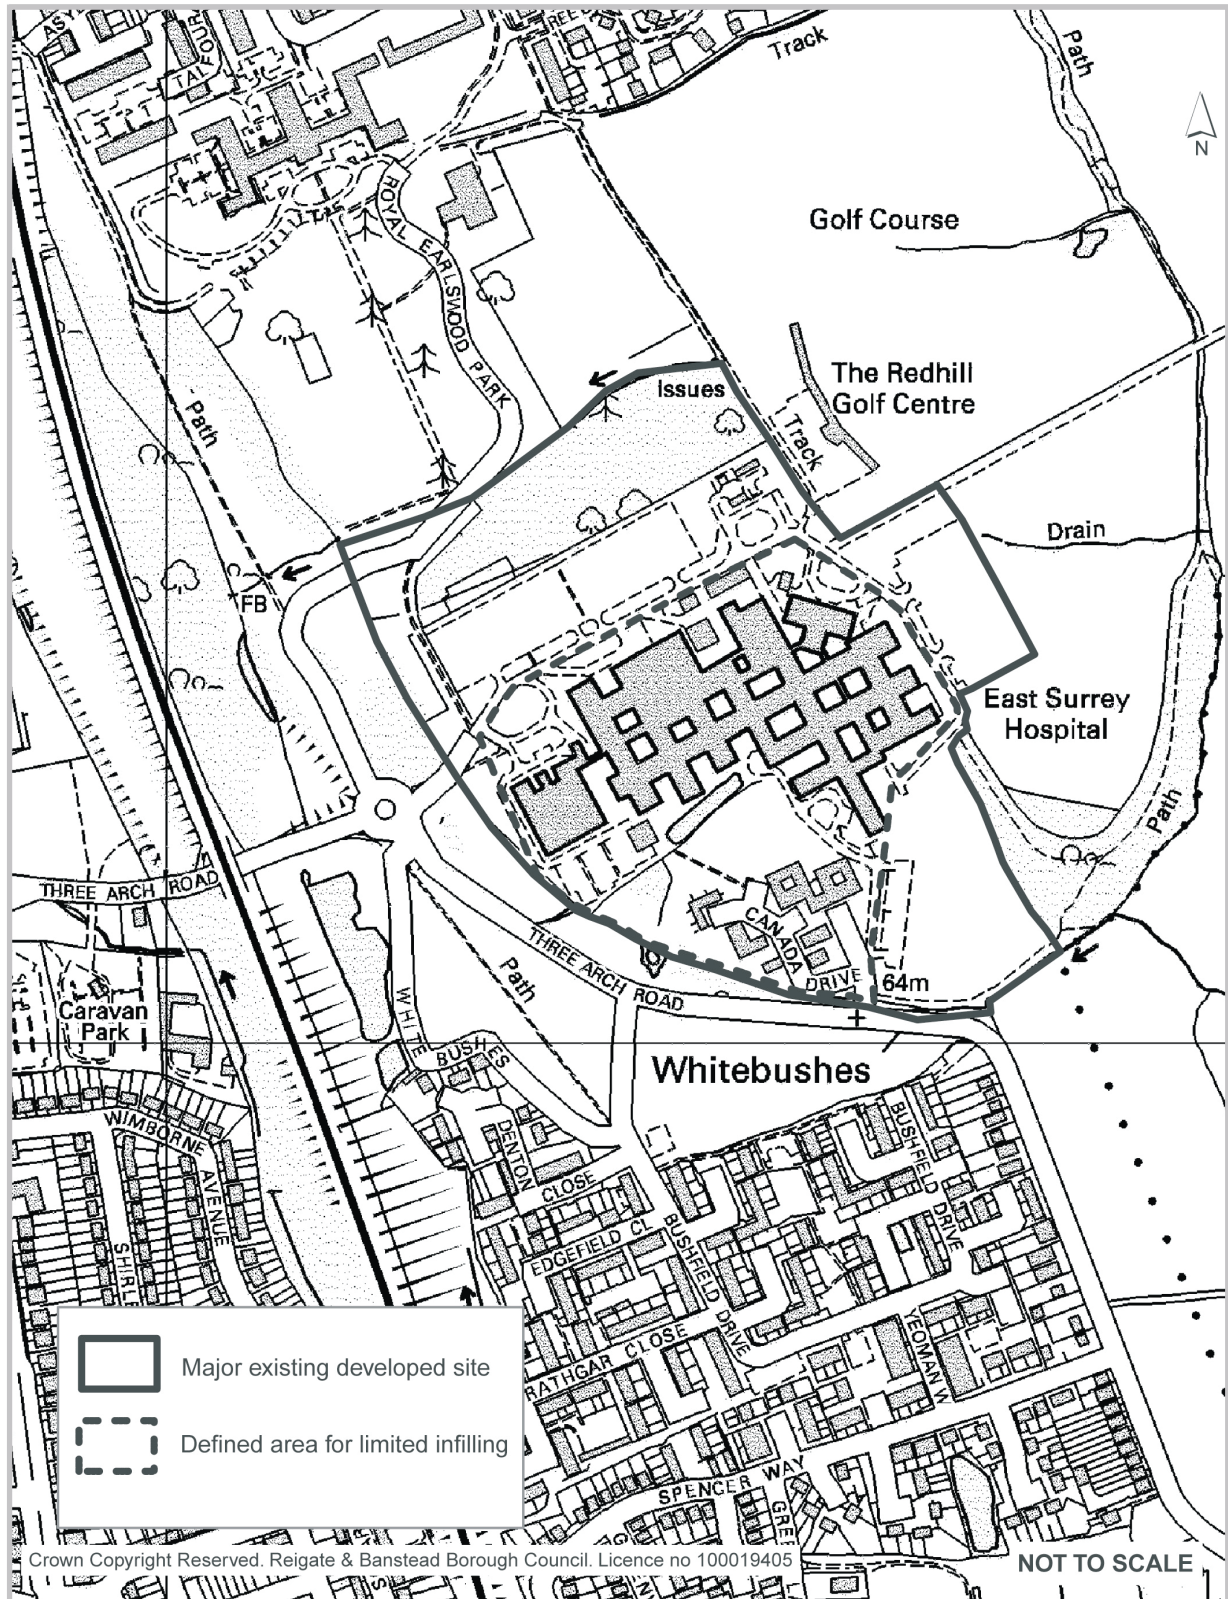 TALFOUR
Track
Path
N
ROYAL EARLSWOOD PARK
Golf Course
The Redhill
Golf Centre
Issues
Track
Path
Drain
FB
East Surrey
Hospital
Path
THREE ARCH ROAD
CANADA
DRIVE
64m
THREE ARCH ROAD
Path
Caravan
Park
WHITE
BUSHES
Whitebushes
WIMBORNE
AVENUE
DENTON
CLOSE
BUSHFIELD
DRIVE
EDGEFIELD CL
BUSHFIELD
DRIVE
SHIRLE
RATHGAR CLOSE
YEOMAN W
Major existing developed site
Defined area for limited infilling
SPENCER WAY
GRE
Crown Copyright Reserved. Reigate & Banstead Borough Council. Licence no 100019405
NOT TO SCALE